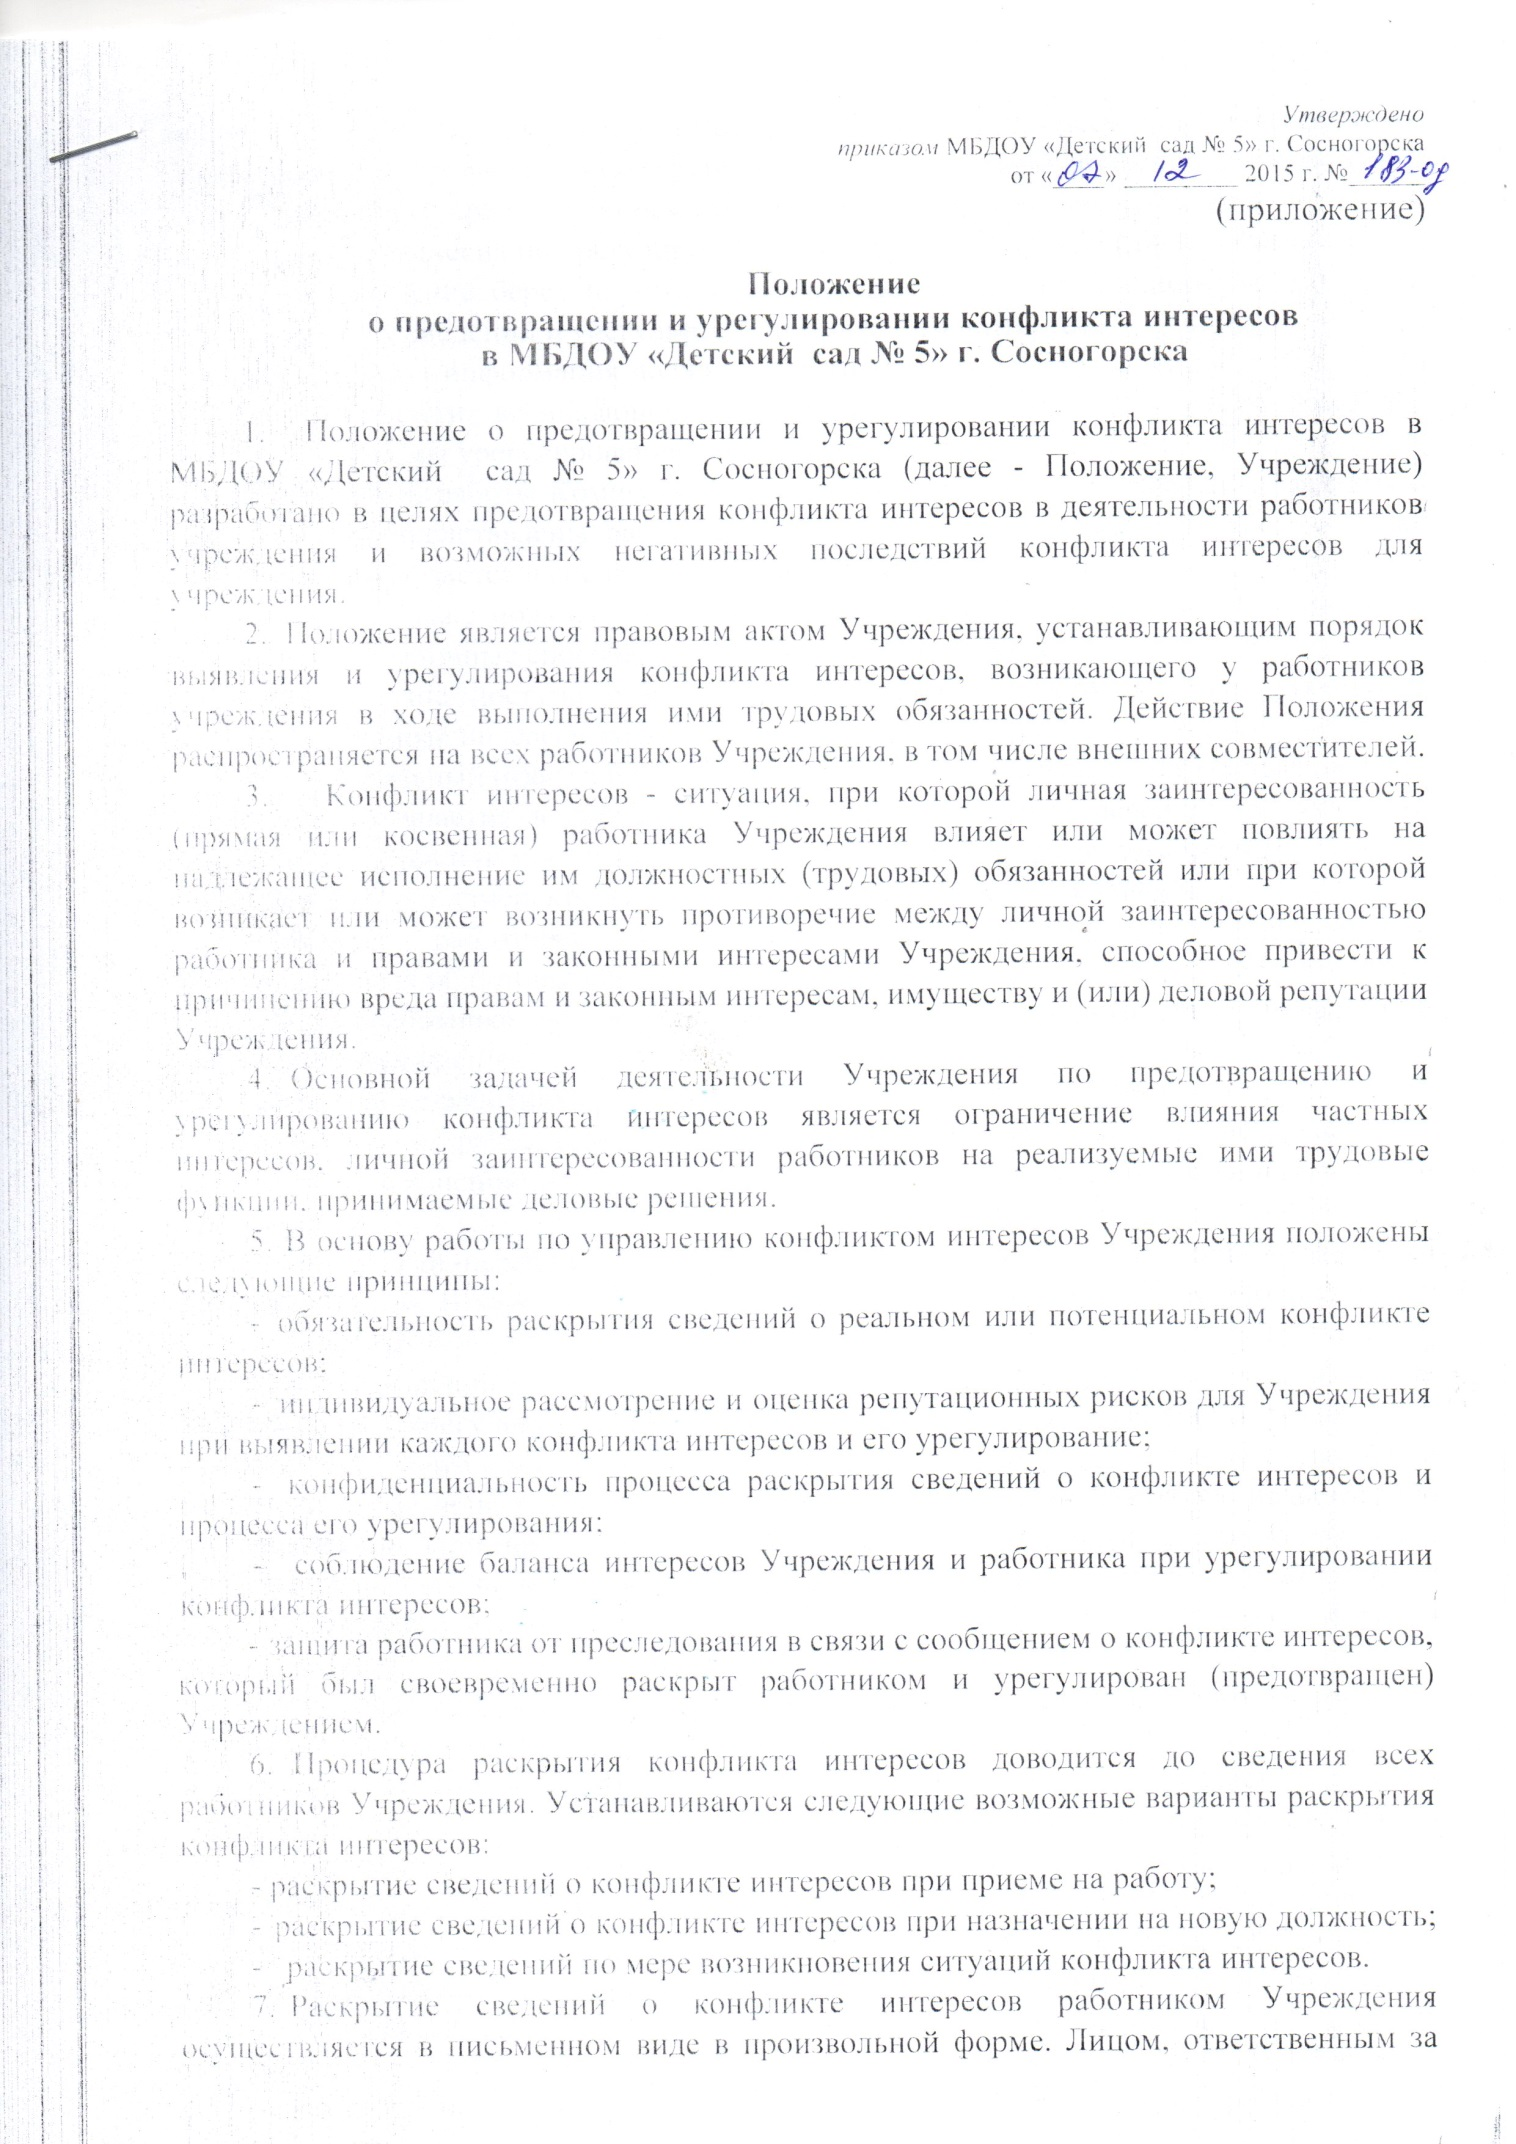 Утверждено
приказом МБДОУ «Детский сад № 5» г. Сосногорска
от «07» 12 2015 г. № 183-од
(приложение)
Положение
о предотвращении и урегулировании конфликта интересов
в МБДОУ «Детский сад № 5» г. Сосногорска
1. Положение о предотвращении и урегулировании конфликта интересов в
МБДОУ «Детский сад № 5» г. Сосногорска (далее - Положение, Учреждение)
разработано в целях предотвращения конфликта интересов в деятельности работников
учреждения и возможных негативных последствий конфликта интересов для
учреждения.
2. Положение является правовым актом Учреждения, устанавливающим порядок
выявления и урегулирования конфликта интересов, возникающего у работников
учреждения в ходе выполнения ими трудовых обязанностей. Действие Положения
распространяется на всех работников Учреждения, в том числе внешних совместителей.
3. Конфликт интересов - ситуация, при которой личная заинтересованность
(прямая или косвенная) работника Учреждения влияет или может повлиять на
надлежащее исполнение им должностных (трудовых) обязанностей или при которой
возникает или может возникнуть противоречие между личной заинтересованностью
работника и правами и законными интересами Учреждения, способное привести к
причинению вреда правам и законным интересам, имуществу и (или) деловой репутации
Учреждения.
4. Основной задачей деятельности Учреждения по предотвращению и
урегулированию конфликта интересов является ограничение влияния частных
интересов, личной заинтересованности работников на реализуемые ими трудовые
функции, принимаемые деловые решения.
5. В основу работы по управлению конфликтом интересов Учреждения положены
следующие принципы:
- обязательность раскрытия сведений о реальном или потенциальном конфликте
интересов;
- индивидуальное рассмотрение и оценка репутационных рисков для Учреждения
при выявлении каждого конфликта интересов и его урегулирование;
- конфиденциальность процесса раскрытия сведений о конфликте интересов и
процесса его урегулирования;
- соблюдение баланса интересов Учреждения и работника при урегулировании
конфликта интересов;
- защита работника от преследования в связи с сообщением о конфликте интересов,
который был своевременно раскрыт работником и урегулирован (предотвращен)
Учреждением.
6. Процедура раскрытия конфликта интересов доводится до сведения всех
работников Учреждения. Устанавливаются следующие возможные варианты раскрытия
конфликта интересов:
- раскрытие сведений о конфликте интересов при приеме на работу;
- раскрытие сведений о конфликте интересов при назначении на новую должность;
- раскрытие сведений по мере возникновения ситуаций конфликта интересов.
7. Раскрытие сведений о конфликте интересов работником Учреждения
осуществляется в письменном виде в произвольной форме. Лицом, ответственным за